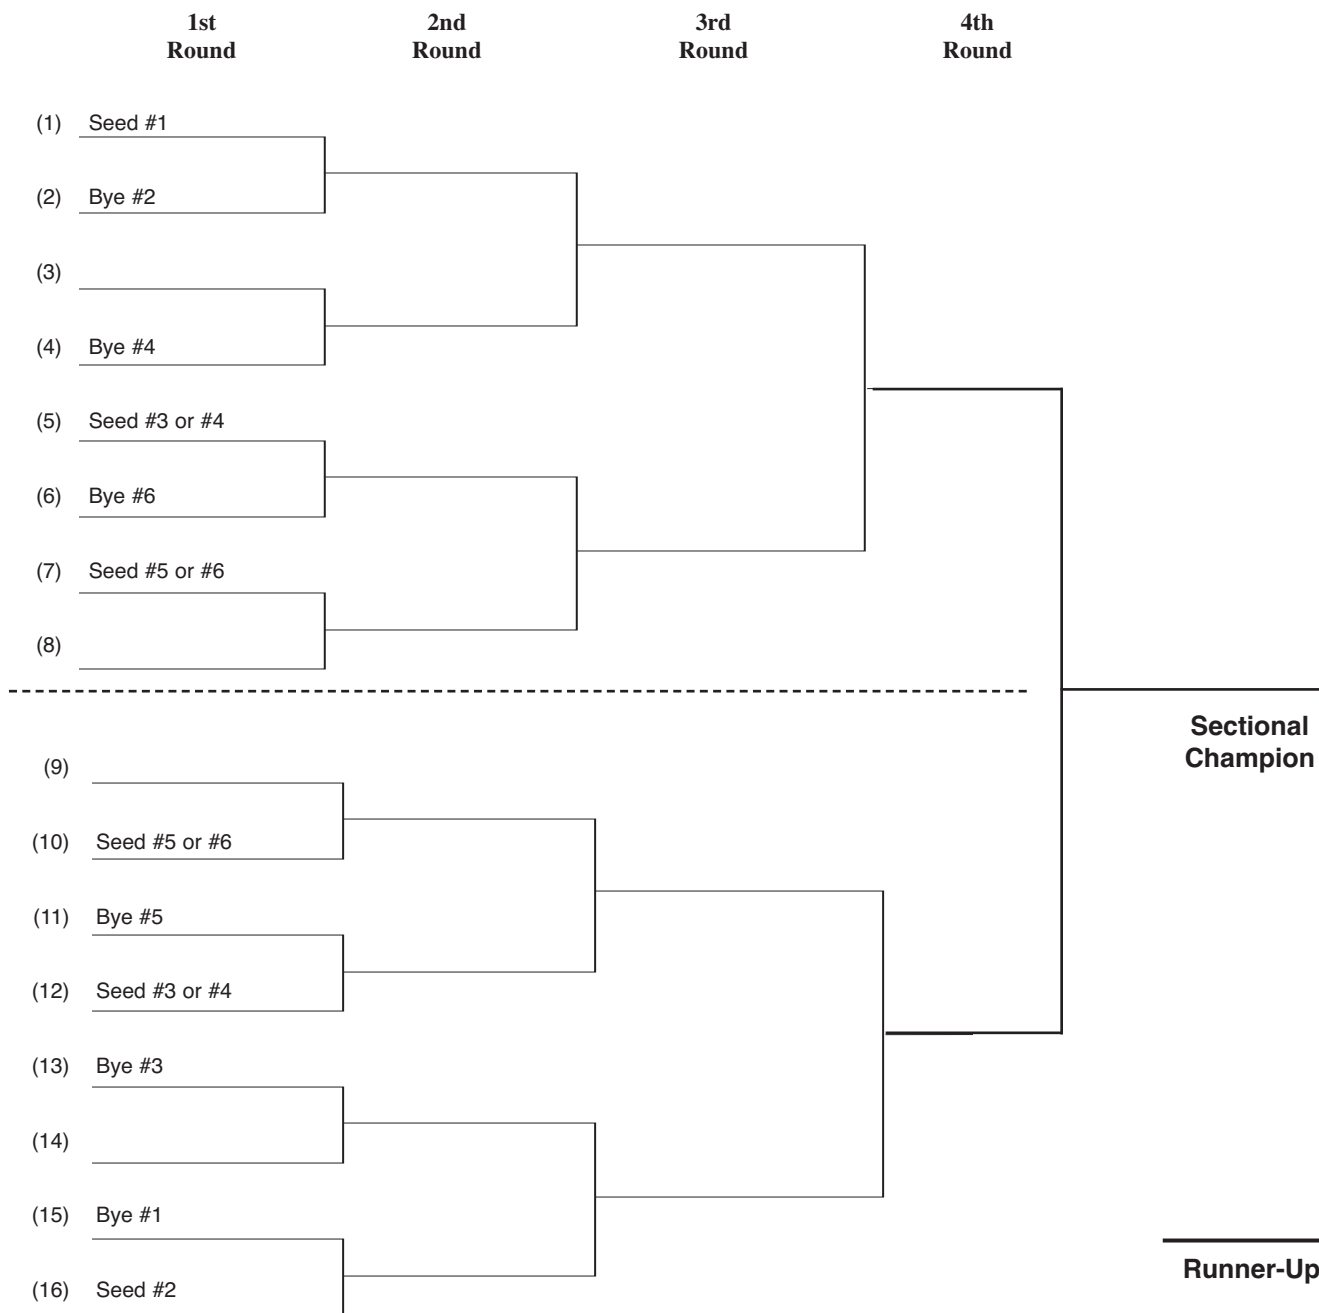 1st Round
2nd Round
3rd Round
4th Round
(1) Seed #1
(2) Bye #2
(3)
(4) Bye #4
(5) Seed #3 or #4
(6) Bye #6
(7) Seed #5 or #6
(8)
Sectional
Champion
(9)
(10) Seed #5 or #6
(11) Bye #5
(12) Seed #3 or #4
(13) Bye #3
(14)
(15) Bye #1
(16) Seed #2
Runner-Up